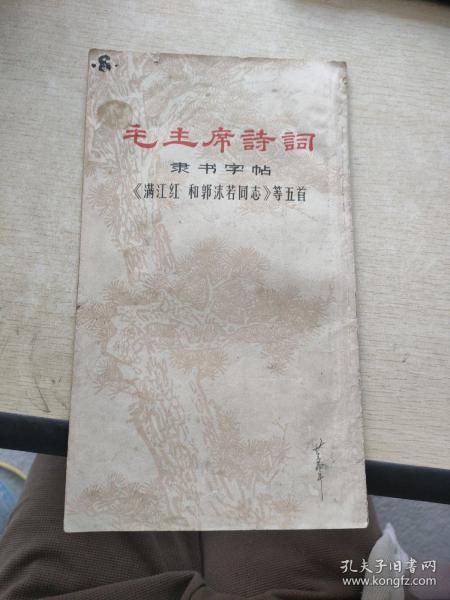 ·8·
毛主席詩詞
隶书字帖
《满江红 和郭沫若同志》等五首
孔夫子旧书网
www.kongfz.com